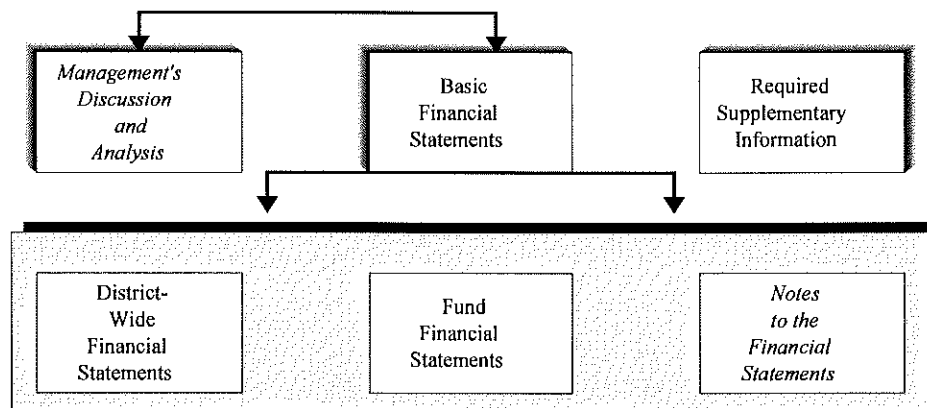 Management's
Discussion
and
Analysis
Basic
Financial
Statements
Required
Supplementary
Information
District-
Wide
Financial
Statements
Fund
Financial
Statements
Notes
to the
Financial
Statements